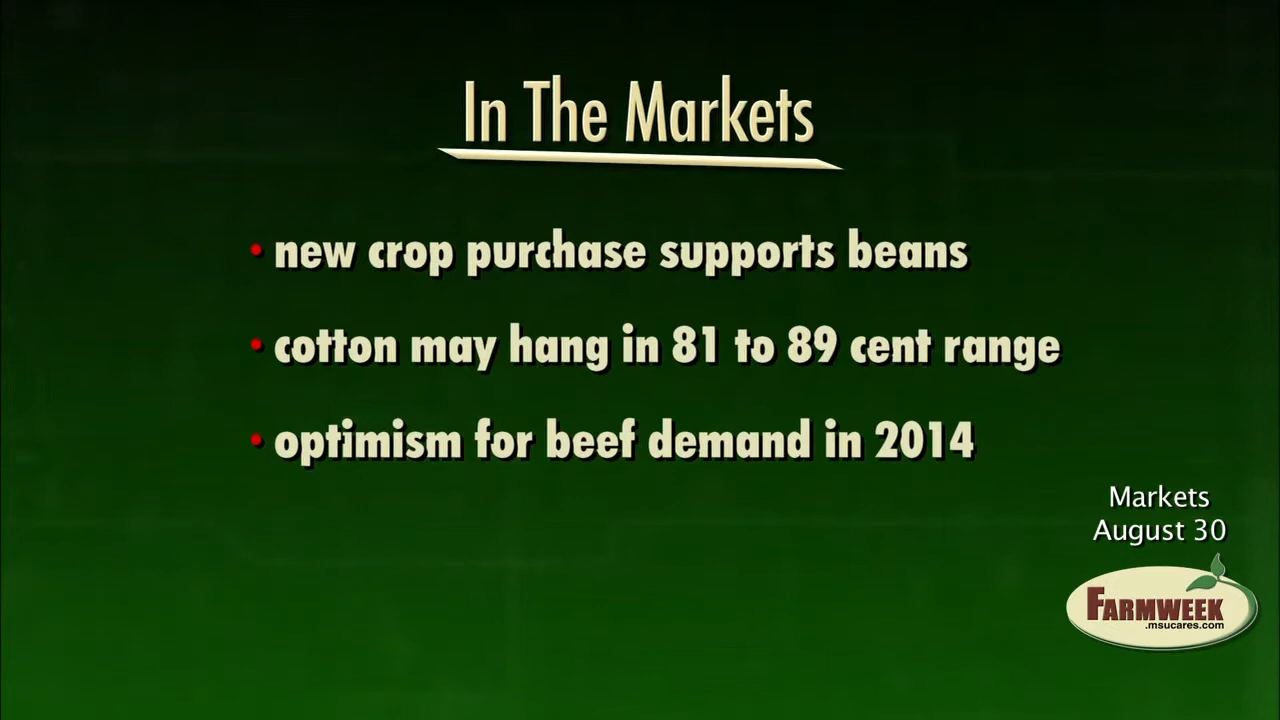 In The Markets
• new crop purchase supports beans
• cotton may hang in 81 to 89 cent range
• optimism for beef demand in 2014
Markets
August 30
FARMWEEK
.msucares.com